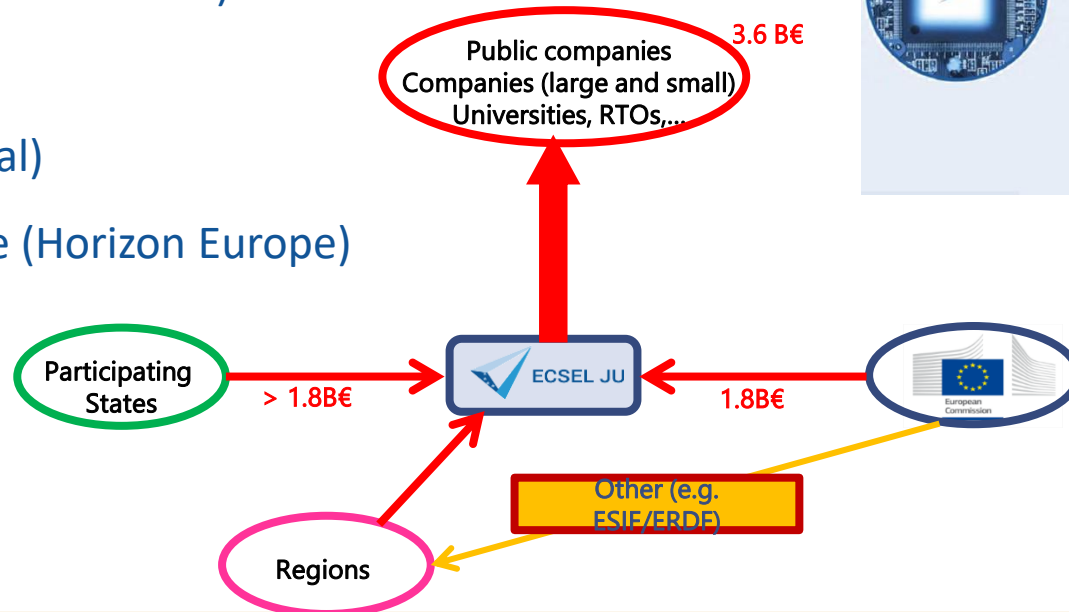 3.6 B€
Public companies
Companies (large and small)
Universities, RTOs,...
al)
e (Horizon Europe)
Participating
States
> 1.8B€
ECSEL JU
1.8B€
European
Commission
Other (e.g.
ESIF/ERDF)
Regions